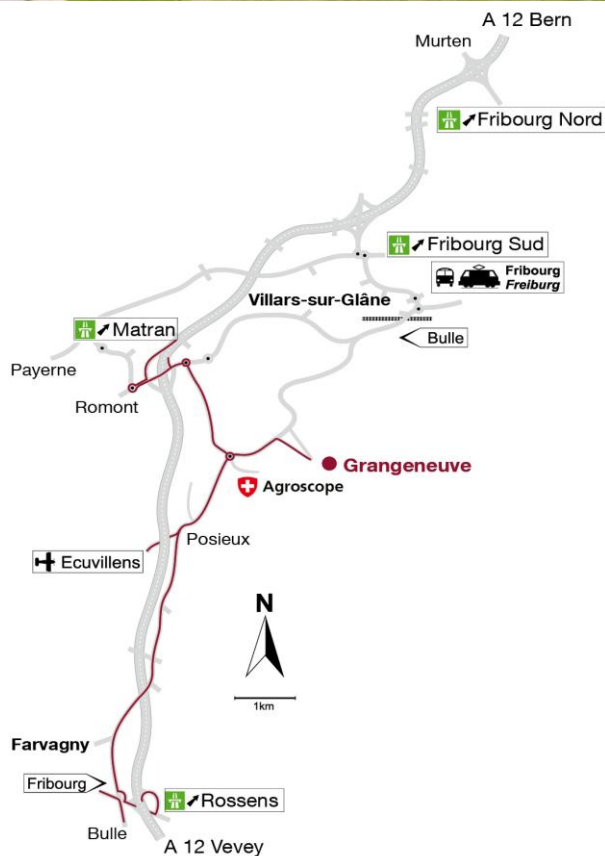 A 12 Bern
Murten
Fribourg Nord
Fribourg Sud
Fribourg
Freiburg
Villars-sur-Glâne
Bulle
Matran
Payerne
Romont
Grangeneuve
Agroscope
Posieux
Ecuvillens
N
1km
Farvagny
Fribourg
Rossens
Bulle
A 12 Vevey